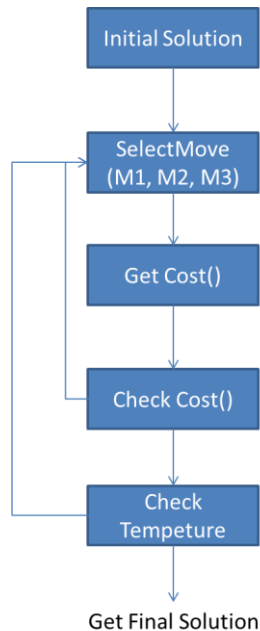 Initial Solution
SelectMove
(M1, M2, M3)
Get Cost()
Check Cost()
Check
Tempeture
Get Final Solution